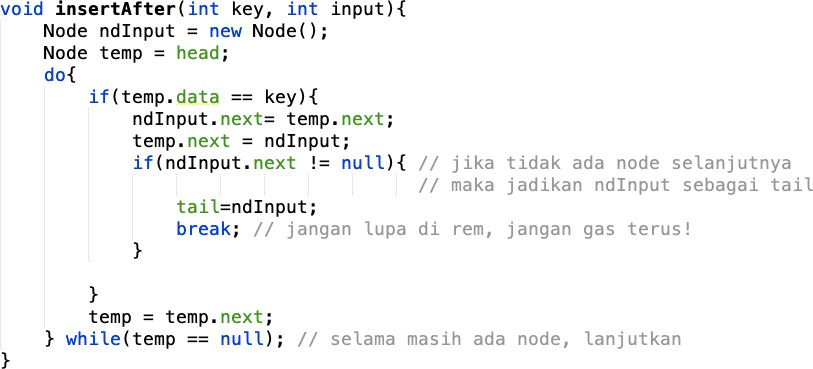 void insertAfter(int key, int input){
    Node ndInput = new Node();
    Node temp = head;
    do{
        if(temp.data == key){
            ndInput.next= temp.next;
            temp.next = ndInput;
            if(ndInput.next != null){ // jika tidak ada node selanjutnya
                                      // maka jadikan ndInput sebagai tail
                tail=ndInput;
                break; // jangan lupa di rem, jangan gas terus!
            }
        }
        temp = temp.next;
    } while(temp == null); // selama masih ada node, lanjutkan
}